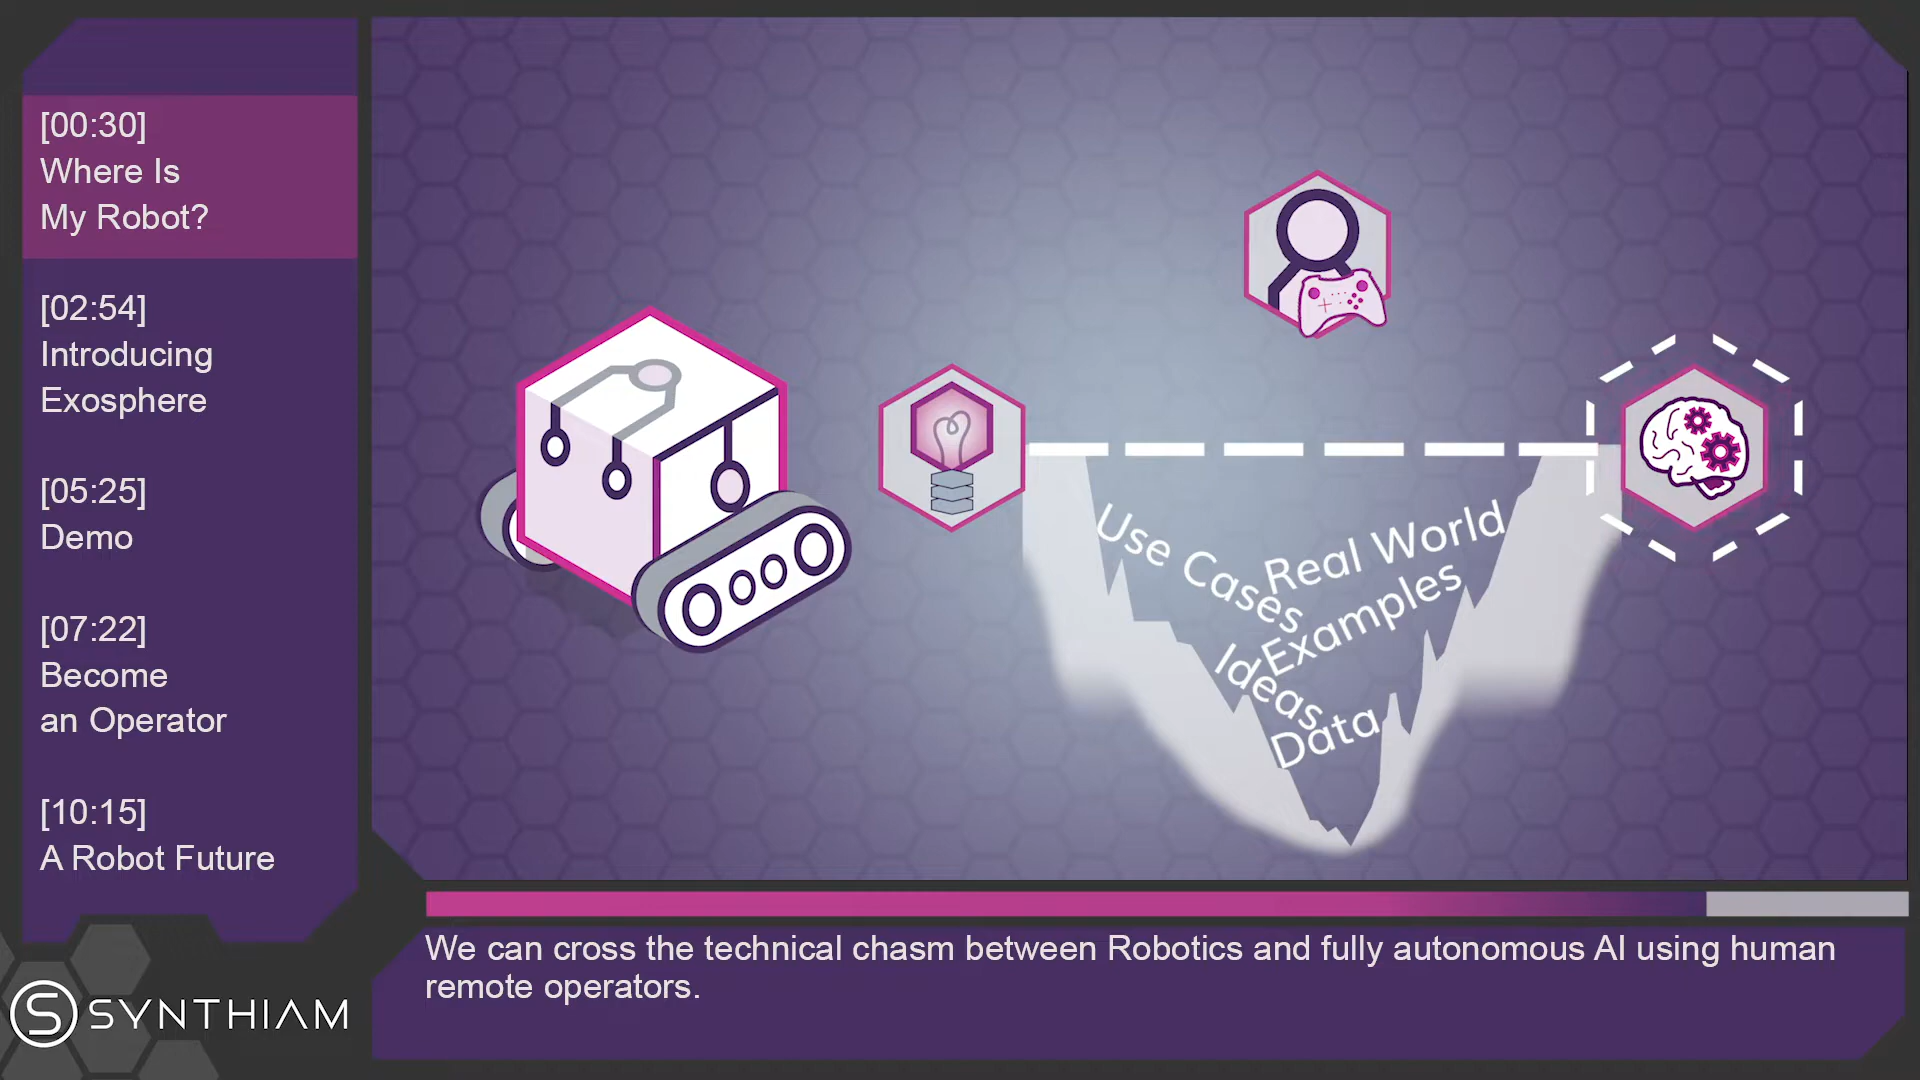 [00:30]
Where Is
My Robot?
[02:54]
Introducing
Exosphere
[05:25]
Demo
[07:22]
Become
an Operator
[10:15]
A Robot Future
SYNTHIAM
Use Cases
Real World
Examples
Ideas
Data
We can cross the technical chasm between Robotics and fully autonomous AI using human
remote operators.